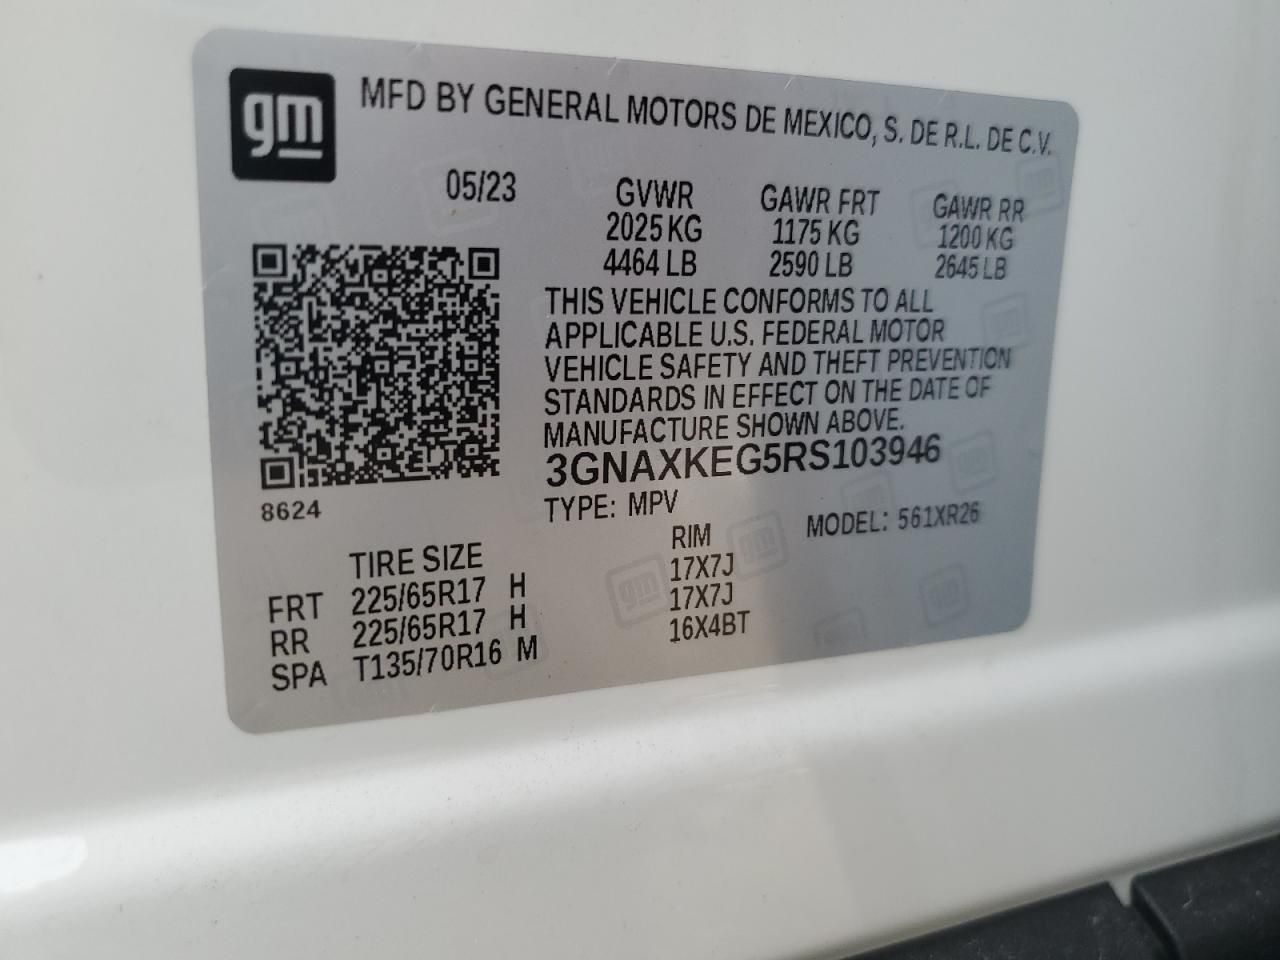 gm
MFD BY GENERAL MOTORS DE MEXICO, S. DE R.L. DE C.V.
05/23 GVWR GAWR FRT GAWR RR
2025 KG 1175 KG 1200 KG
4464 LB 2590 LB 2645 LB
THIS VEHICLE CONFORMS TO ALL
APPLICABLE U.S. FEDERAL MOTOR
VEHICLE SAFETY AND THEFT PREVENTION
STANDARDS IN EFFECT ON THE DATE OF
MANUFACTURE SHOWN ABOVE.
3GNAXKEG5RS103946
8624
TYPE: MPV MODEL: 561XR26
TIRE SIZE RIM
FRT 225/65R17 H 17X7J
RR 225/65R17 H 17X7J
SPA T135/70R16 M 16X4BT